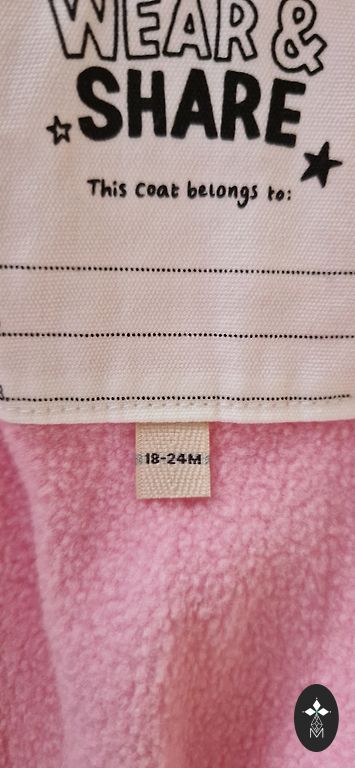 WEAR &
SHARE
This coat belongs to:
18-24M
M